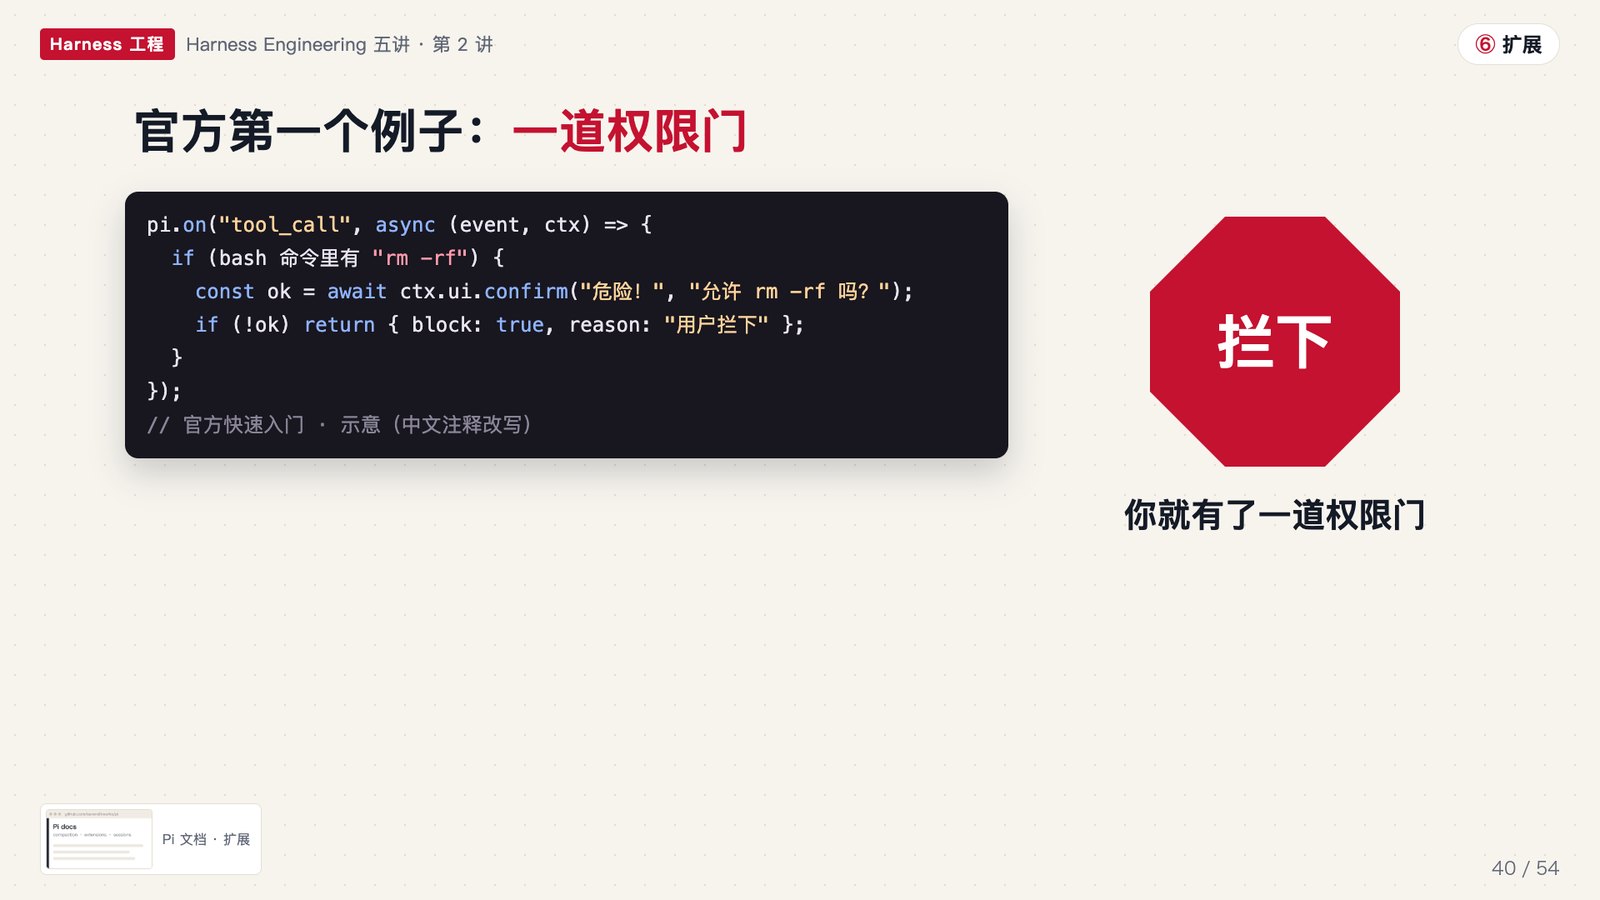 Harness 工程 Harness Engineering 五讲 · 第 2 讲
⑥ 扩展
官方第一个例子：一道权限门
pi.on("tool_call", async (event, ctx) => {
  if (bash 命令里有 "rm -rf") {
    const ok = await ctx.ui.confirm("危险！", "允许 rm -rf 吗？");
    if (!ok) return { block: true, reason: "用户拦下" };
  }
});
// 官方快速入门 · 示意（中文注释改写）
拦下
你就有了一道权限门
Pi docs
compaction · extensions · sessions
Pi 文档 · 扩展
40 / 54